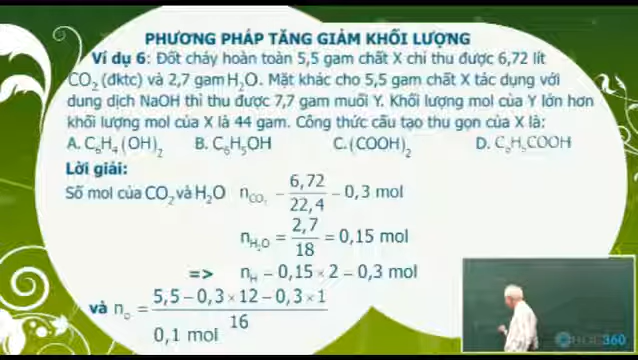 PHƯƠNG PHÁP TĂNG GIẢM KHỐI LƯỢNG
Ví dụ 6: Đốt cháy hoàn toàn 5,5 gam chất X chỉ thu được 6,72 lít
CO₂ (đktc) và 2,7 gam H₂O. Mặt khác cho 5,5 gam chất X tác dụng với
dung dịch NaOH thì thu được 7,7 gam muối Y. Khối lượng mol của Y lớn hơn
khối lượng mol của X là 44 gam. Công thức cấu tạo thu gọn của X là:
A. C₆H₄(OH)₂ B. C₆H₅OH C. (COOH)₂ D. C₆H₅COOH
Lời giải:
Số mol của CO₂ và H₂O n_CO₂ = 6,72/22,4 = 0,3 mol
n_H₂O = 2,7/18 = 0,15 mol
=> n_H = 0,15 × 2 = 0,3 mol
và n_O = (5,5 − 0,3 × 12 − 0,3 × 1)/16
0,1 mol
HOC360